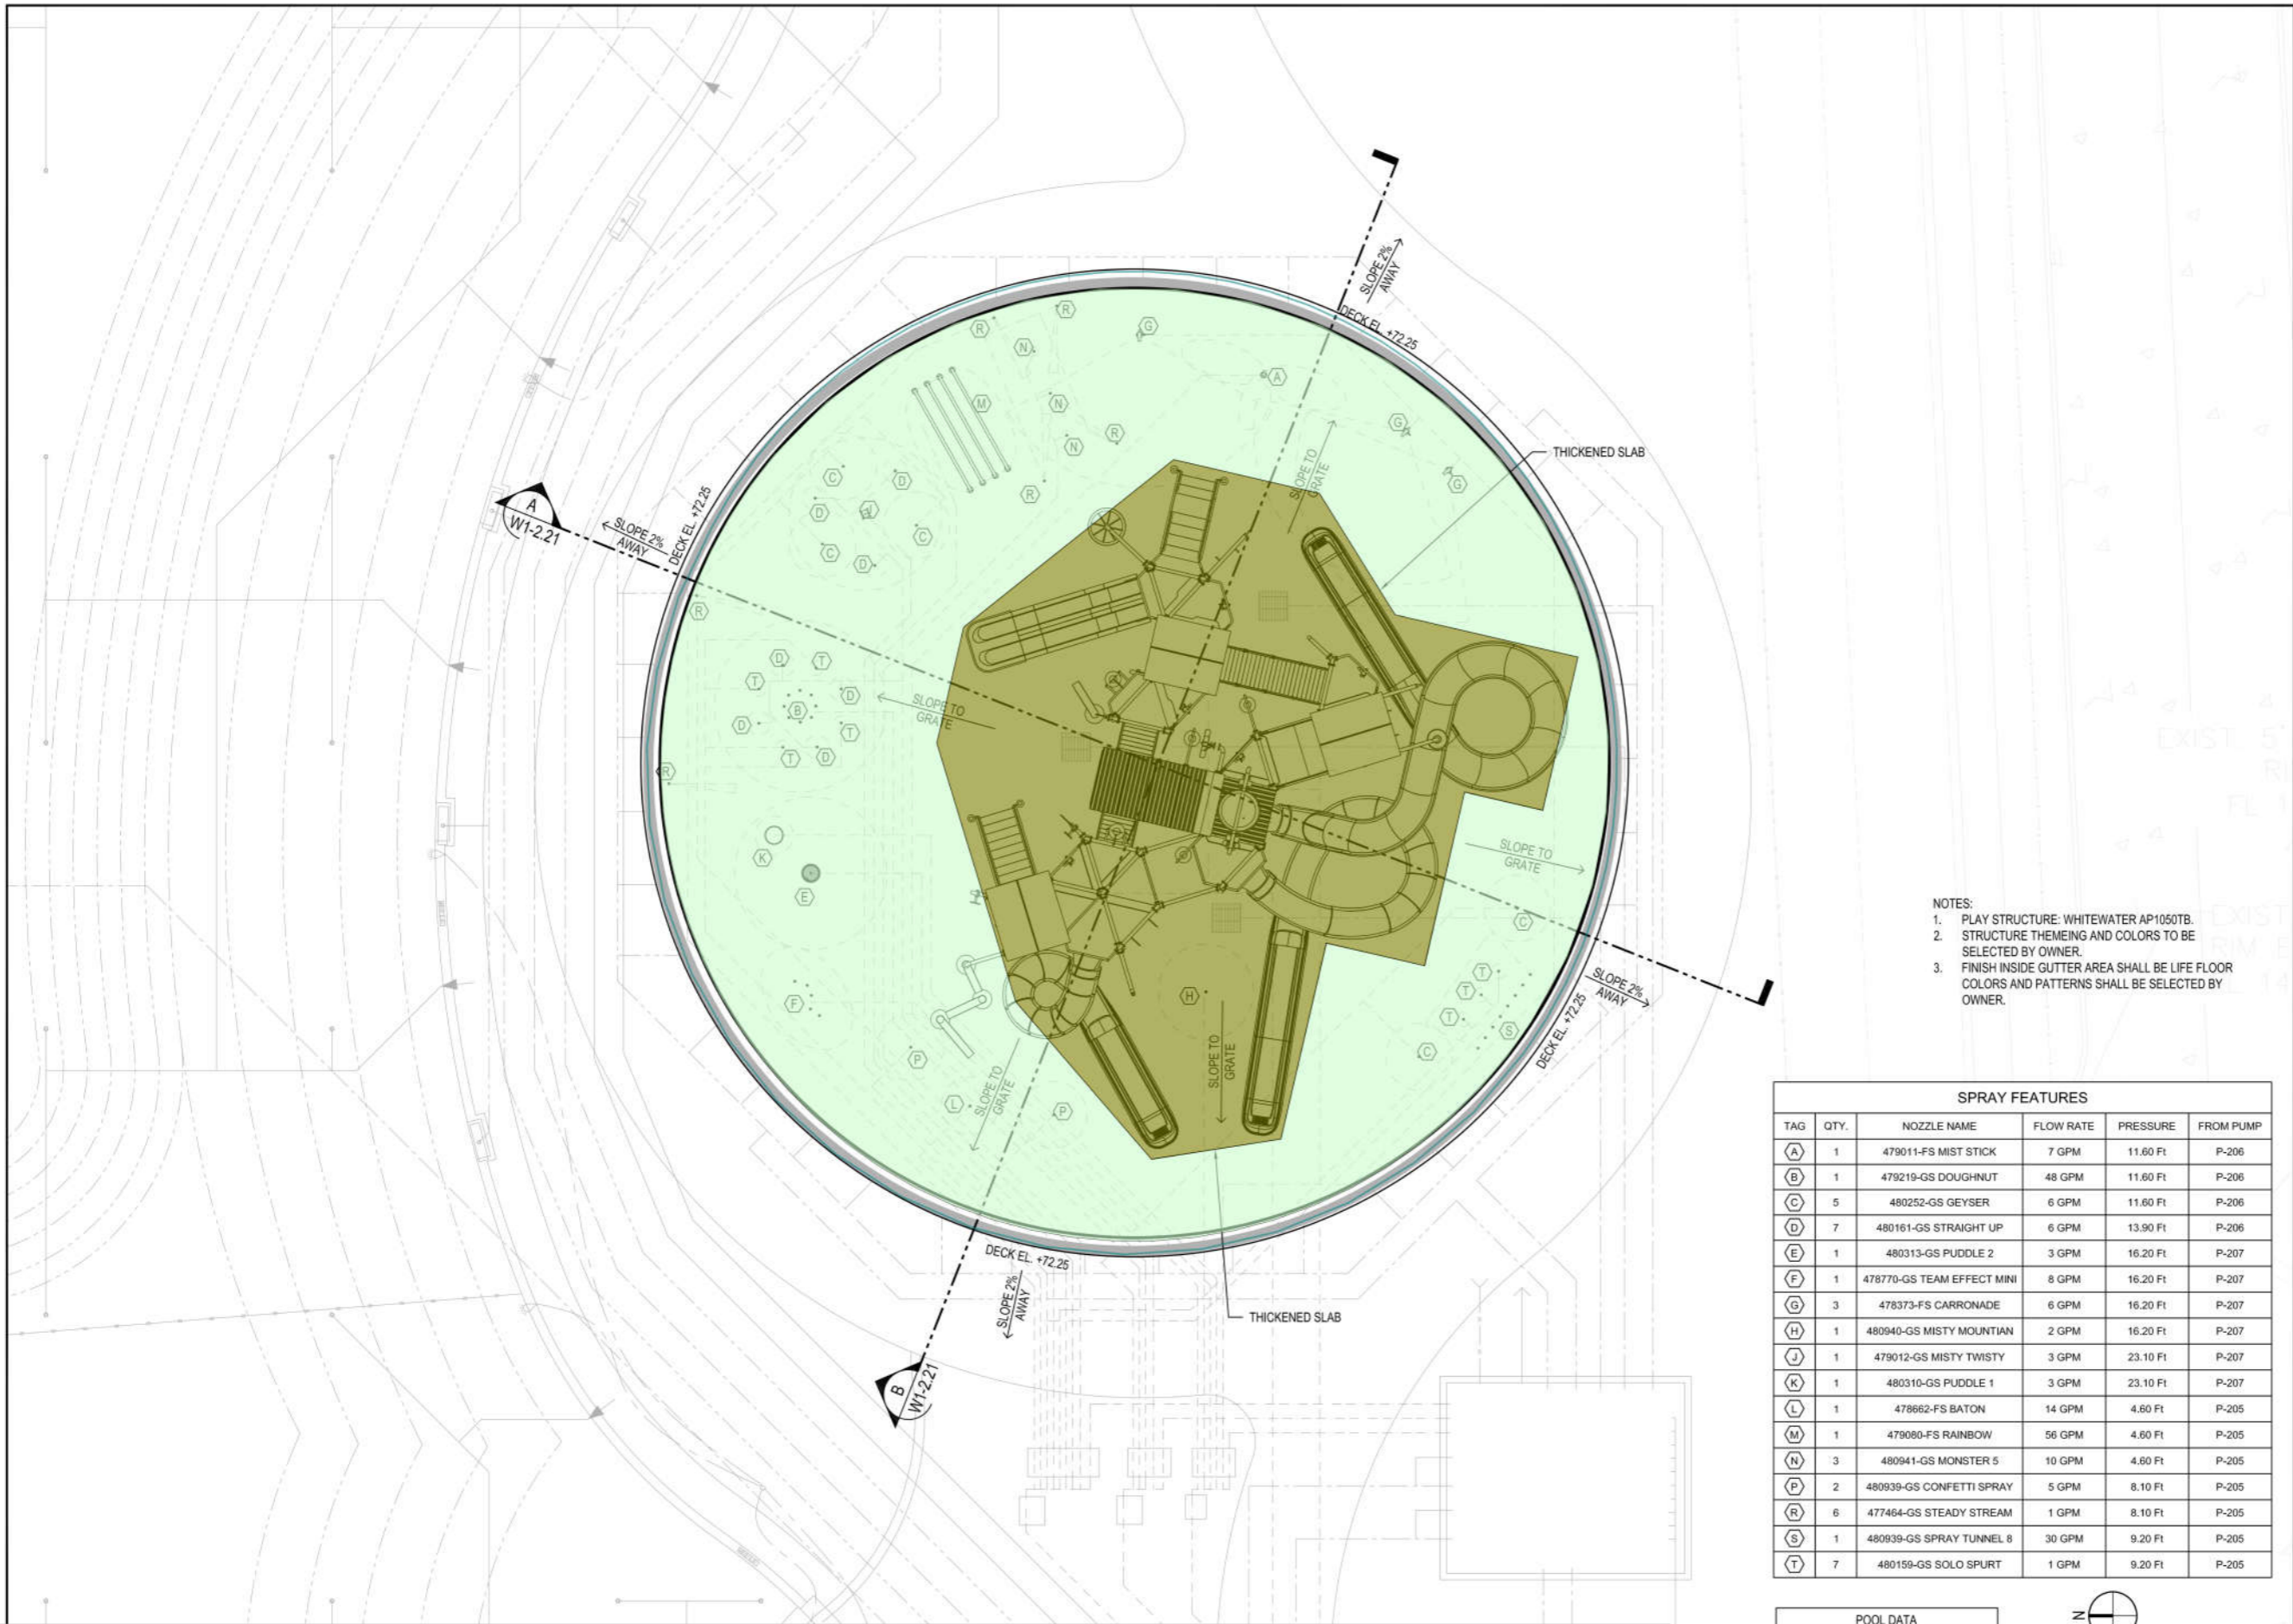 SLOPE 2%
AWAY
DECK EL. +72.25
R
R
G
N
A
M
N
G
R
N
THICKENED SLAB
SLOPE TO
GRATE
C
D
G
R
D
J
C
C
D
A
W1-2.21
SLOPE 2%
AWAY
DECK EL. +72.25
R
D
T
T
D
SLOPE TO
GRATE
B
D
T
T
D
R
K
E
SLOPE TO
GRATE
EXIST. 5'
FL
NOTES:
1. PLAY STRUCTURE: WHITEWATER AP1050TB.
2. STRUCTURE THEMEING AND COLORS TO BE
SELECTED BY OWNER.
3. FINISH INSIDE GUTTER AREA SHALL BE LIFE FLOOR
COLORS AND PATTERNS SHALL BE SELECTED BY
OWNER.
EXIST
RIM
C
T
T
T
S
C
SLOPE 2%
AWAY
DECK EL. +72.25
H
F
SLOPE TO
GRATE
P
L
P
SLOPE TO
GRATE
DECK EL. +72.25
SLOPE 2%
AWAY
THICKENED SLAB
B
W1-2.21
SPRAY FEATURES
TAG QTY. NOZZLE NAME FLOW RATE PRESSURE FROM PUMP
A 1 479011-FS MIST STICK 7 GPM 11.60 Ft P-206
B 1 479219-GS DOUGHNUT 48 GPM 11.60 Ft P-206
C 5 480252-GS GEYSER 6 GPM 11.60 Ft P-206
D 7 480161-GS STRAIGHT UP 6 GPM 13.90 Ft P-206
E 1 480313-GS PUDDLE 2 3 GPM 16.20 Ft P-207
F 1 478770-GS TEAM EFFECT MINI 8 GPM 16.20 Ft P-207
G 3 478373-FS CARRONADE 6 GPM 16.20 Ft P-207
H 1 480940-GS MISTY MOUNTIAN 2 GPM 16.20 Ft P-207
J 1 479012-GS MISTY TWISTY 3 GPM 23.10 Ft P-207
K 1 480310-GS PUDDLE 1 3 GPM 23.10 Ft P-207
L 1 478662-FS BATON 14 GPM 4.60 Ft P-205
M 1 479080-FS RAINBOW 56 GPM 4.60 Ft P-205
N 3 480941-GS MONSTER 5 10 GPM 4.60 Ft P-205
P 2 480939-GS CONFETTI SPRAY 5 GPM 8.10 Ft P-205
R 6 477464-GS STEADY STREAM 1 GPM 8.10 Ft P-205
S 1 480939-GS SPRAY TUNNEL 8 30 GPM 9.20 Ft P-205
T 7 480159-GS SOLO SPURT 1 GPM 9.20 Ft P-205
POOL DATA
N